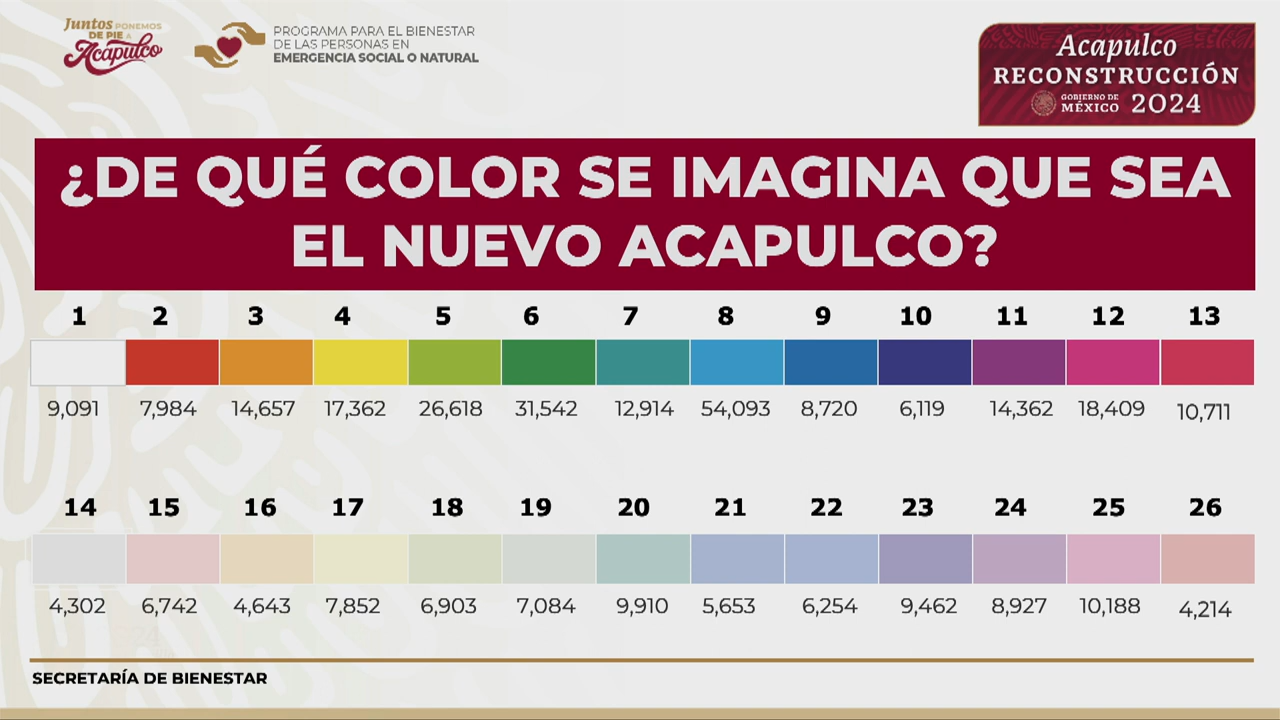 Juntos PONEMOS
DE PIE A
Acapulco
PROGRAMA PARA EL BIENESTAR
DE LAS PERSONAS EN
EMERGENCIA SOCIAL O NATURAL
Acapulco
RECONSTRUCCIÓN
GOBIERNO DE
MÉXICO 2024
¿DE QUÉ COLOR SE IMAGINA QUE SEA
EL NUEVO ACAPULCO?
1 2 3 4 5 6 7 8 9 10 11 12 13
9,091 7,984 14,657 17,362 26,618 31,542 12,914 54,093 8,720 6,119 14,362 18,409 10,711
14 15 16 17 18 19 20 21 22 23 24 25 26
4,302 6,742 4,643 7,852 6,903 7,084 9,910 5,653 6,254 9,462 8,927 10,188 4,214
SECRETARÍA DE BIENESTAR